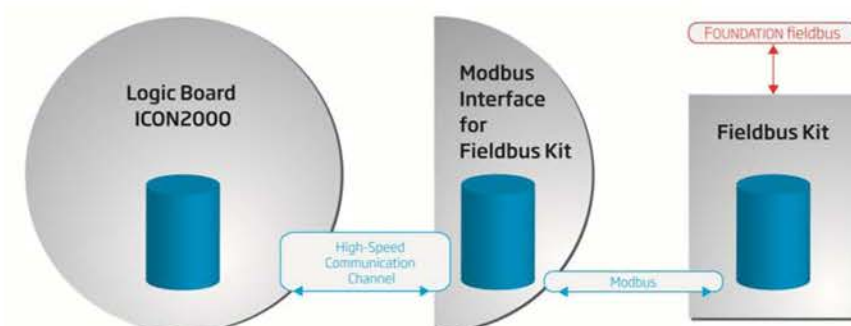 Logic Board
ICON2000
High-Speed
Communication
Channel
Modbus
Interface
for
Fieldbus Kit
Modbus
FOUNDATION fieldbus
Fieldbus Kit